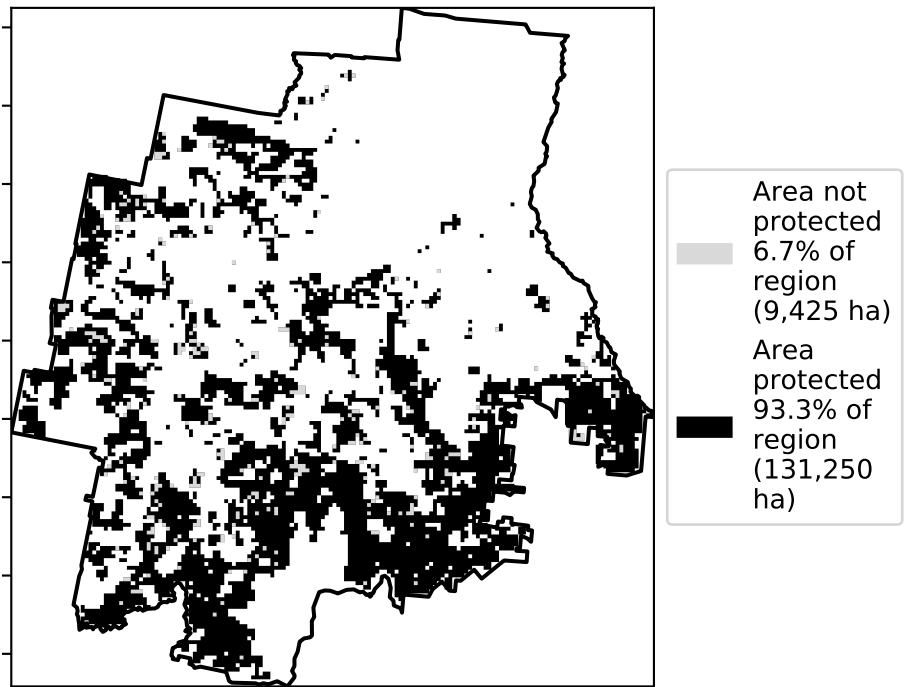 Area not
protected
6.7% of
region
(9,425 ha)
Area
protected
93.3% of
region
(131,250
ha)